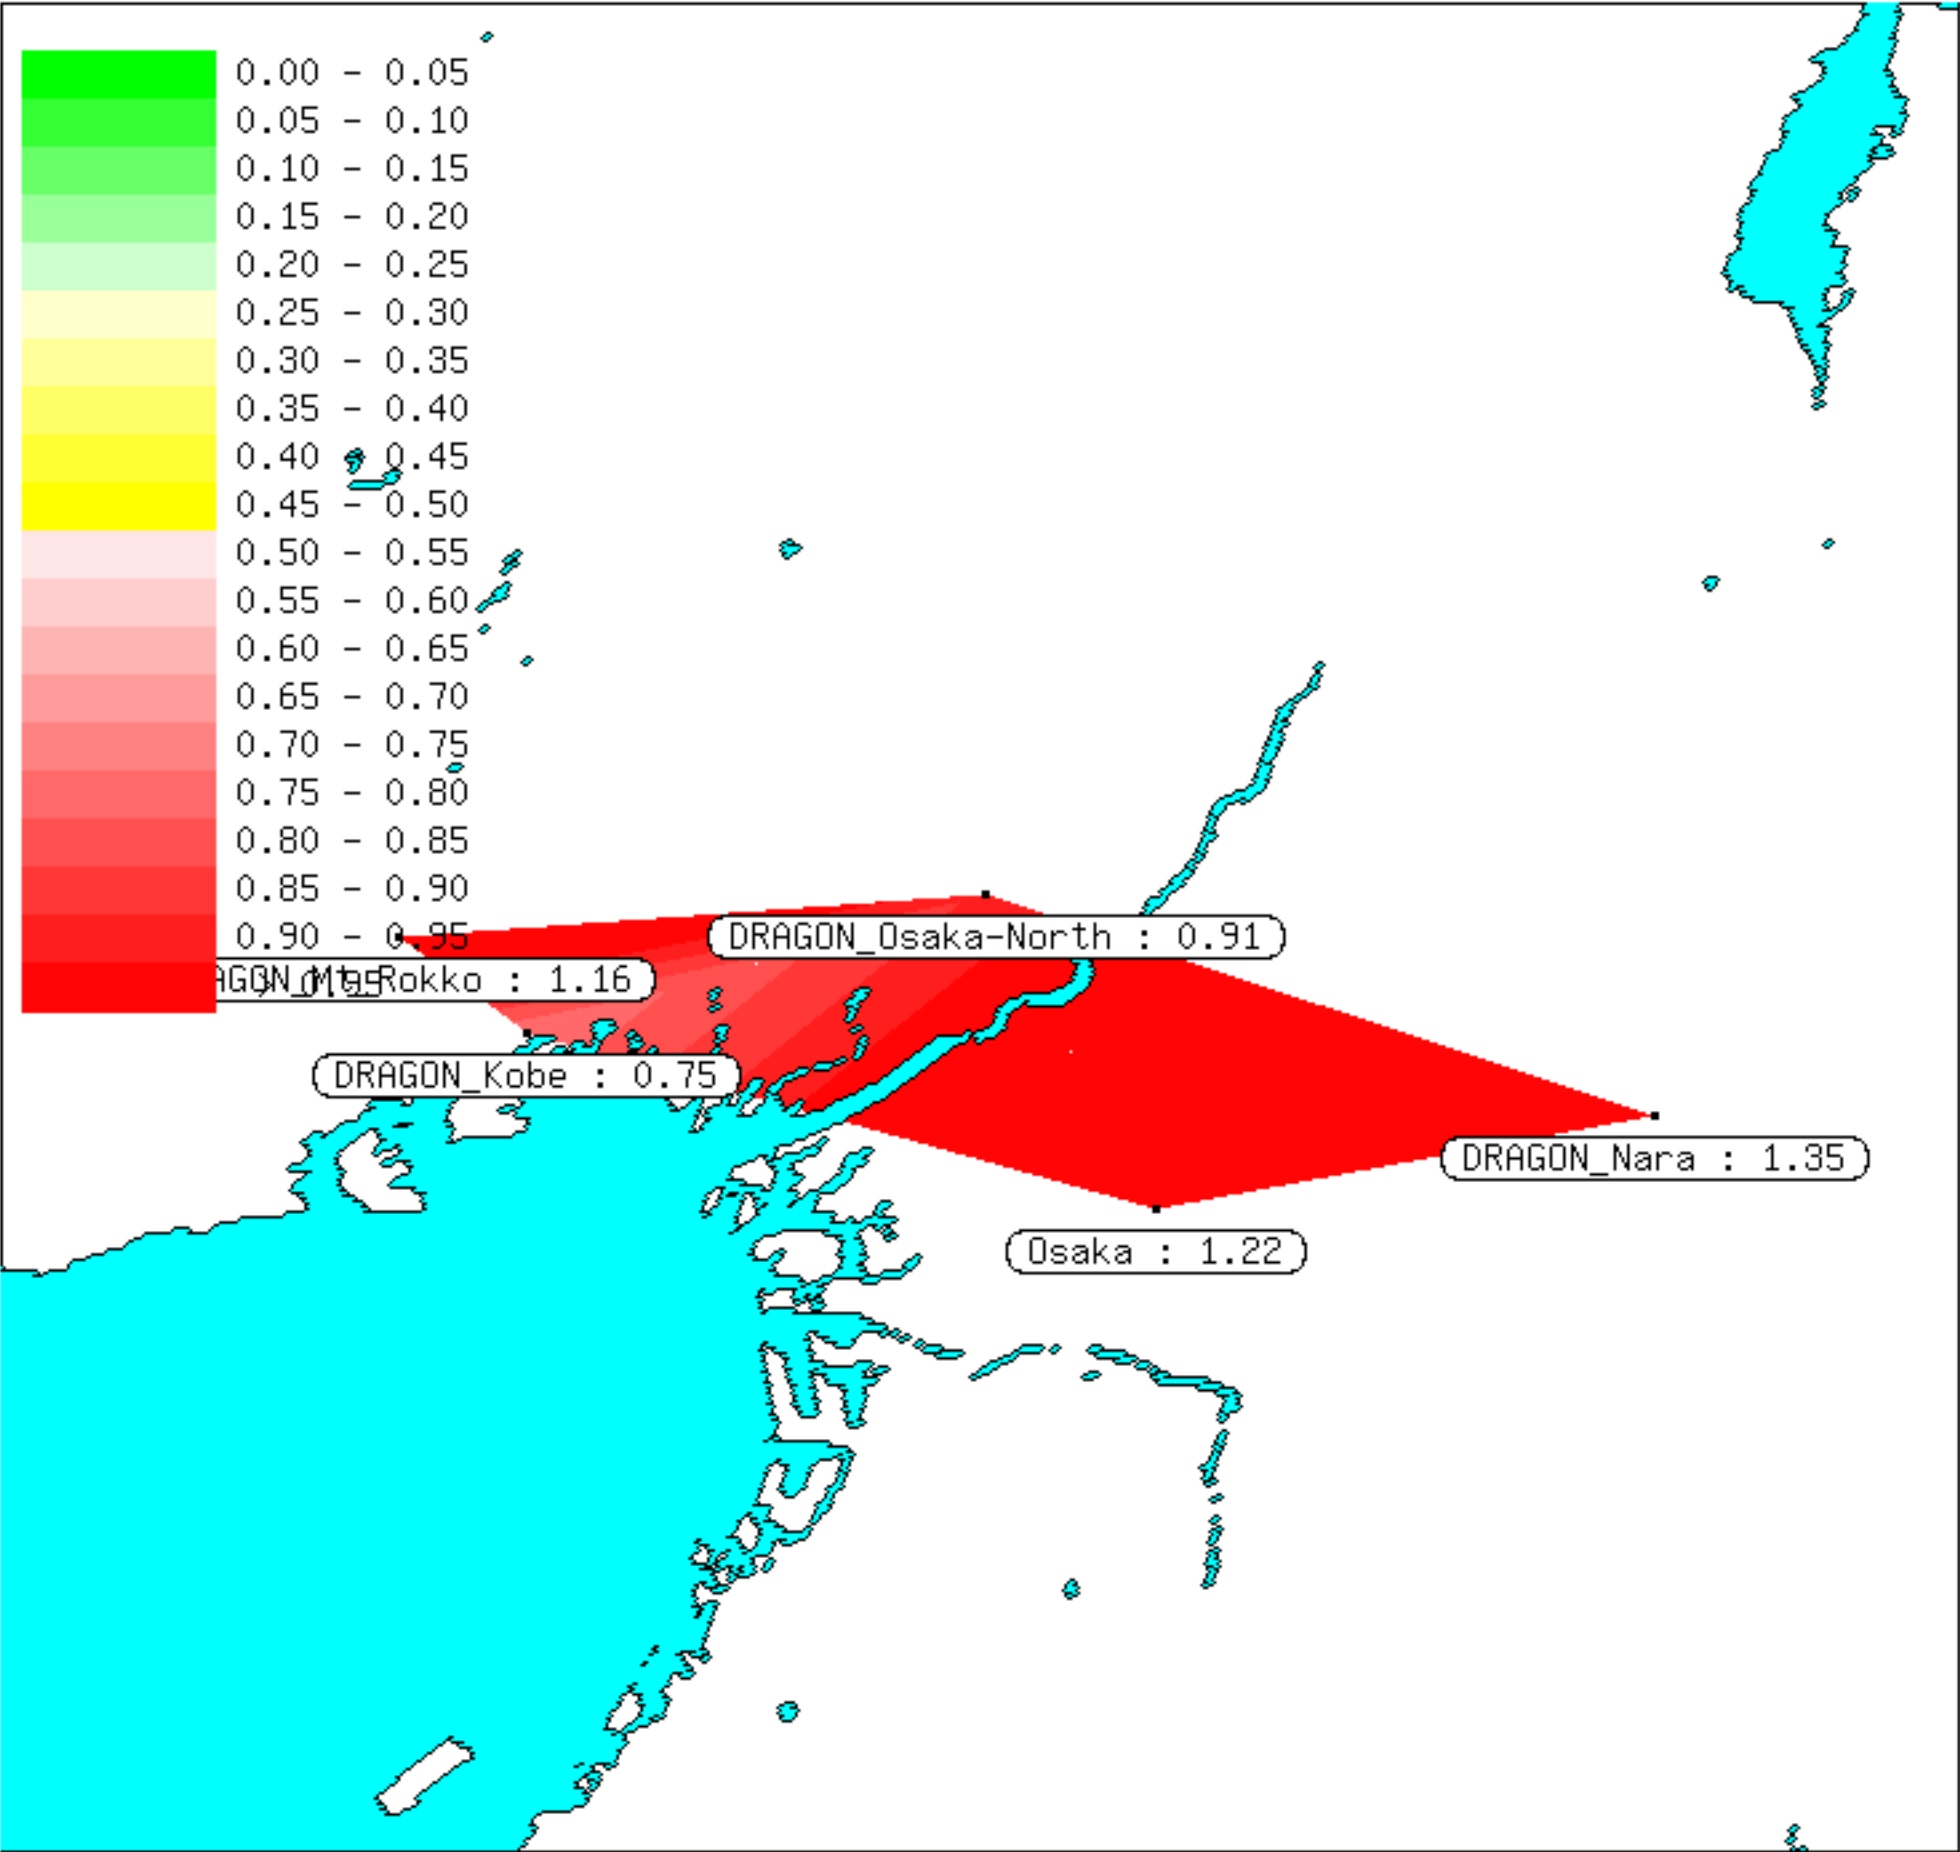 0.00 - 0.05
0.05 - 0.10
0.10 - 0.15
0.15 - 0.20
0.20 - 0.25
0.25 - 0.30
0.30 - 0.35
0.35 - 0.40
0.40 - 0.45
0.45 - 0.50
0.50 - 0.55
0.55 - 0.60
0.60 - 0.65
0.65 - 0.70
0.70 - 0.75
0.75 - 0.80
0.80 - 0.85
0.85 - 0.90
0.90 - 0.95
DRAGON_Osaka-North : 0.91
AGON_Mt_Rokko : 1.16
DRAGON_Kobe : 0.75
DRAGON_Nara : 1.35
Osaka : 1.22